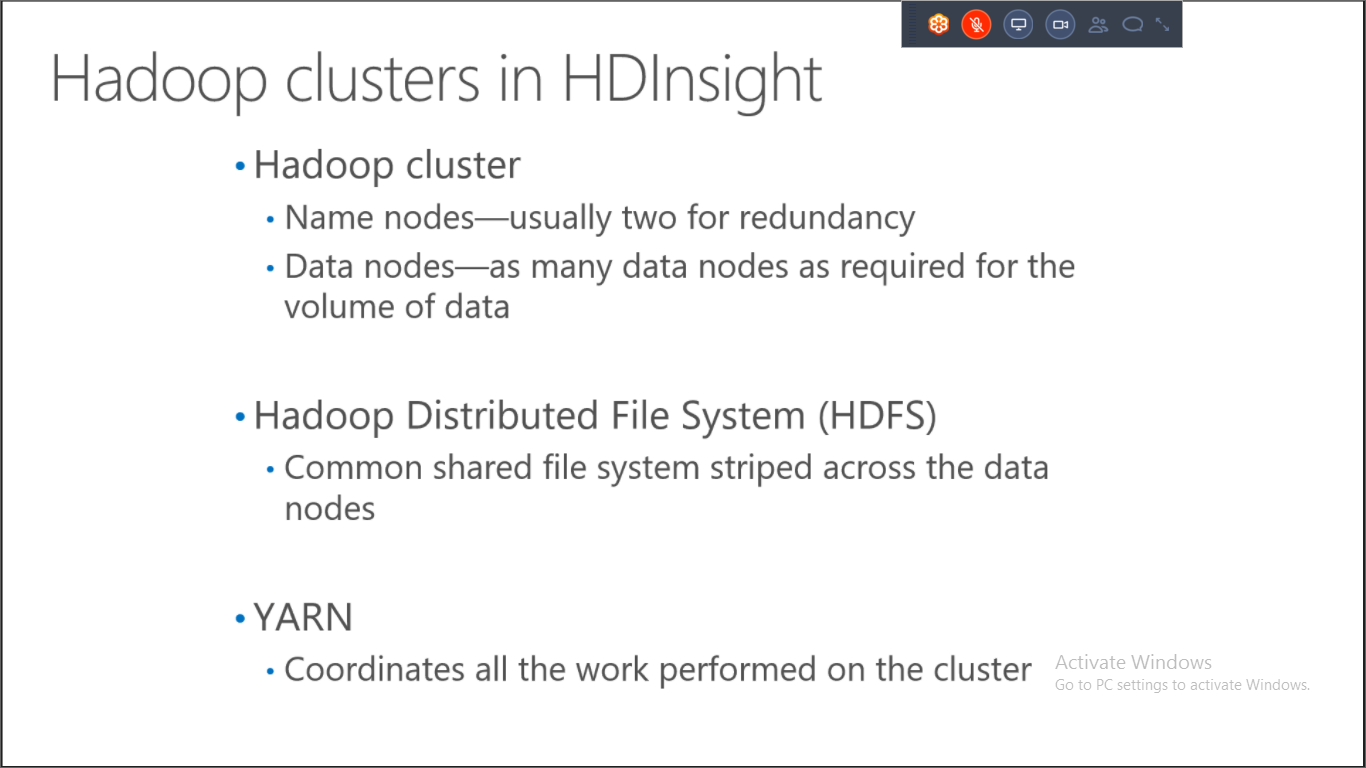 Hadoop clusters in HDInsight
• Hadoop cluster
• Name nodes—usually two for redundancy
• Data nodes—as many data nodes as required for the
volume of data
• Hadoop Distributed File System (HDFS)
• Common shared file system striped across the data
nodes
• YARN
• Coordinates all the work performed on the cluster
Activate Windows
Go to PC settings to activate Windows.